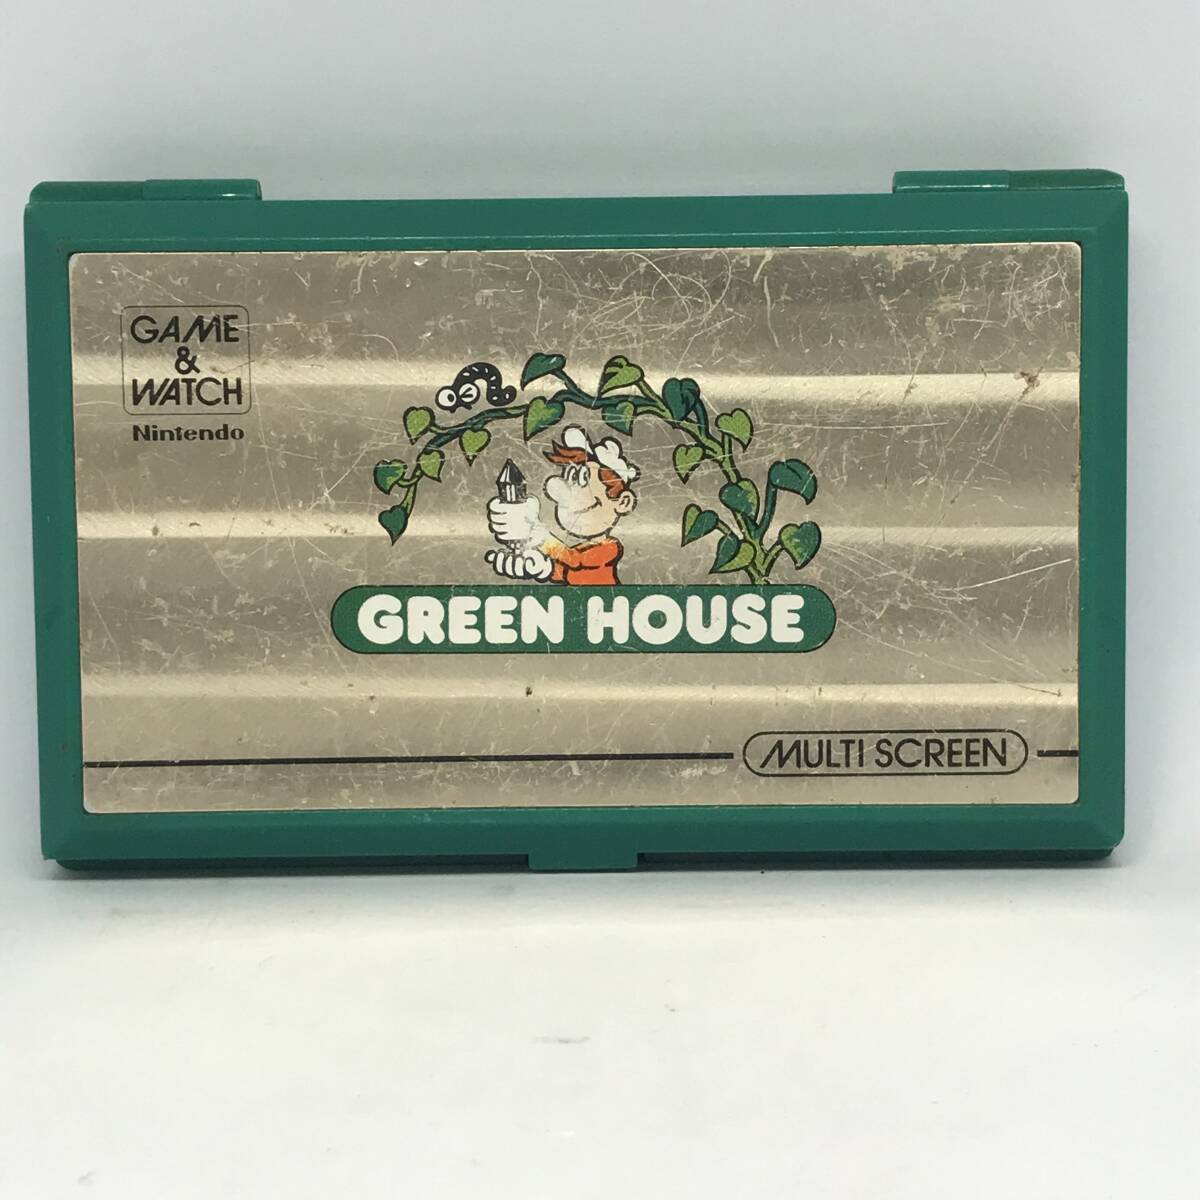 GAME
&
WATCH
Nintendo
GREEN HOUSE
MULTI SCREEN